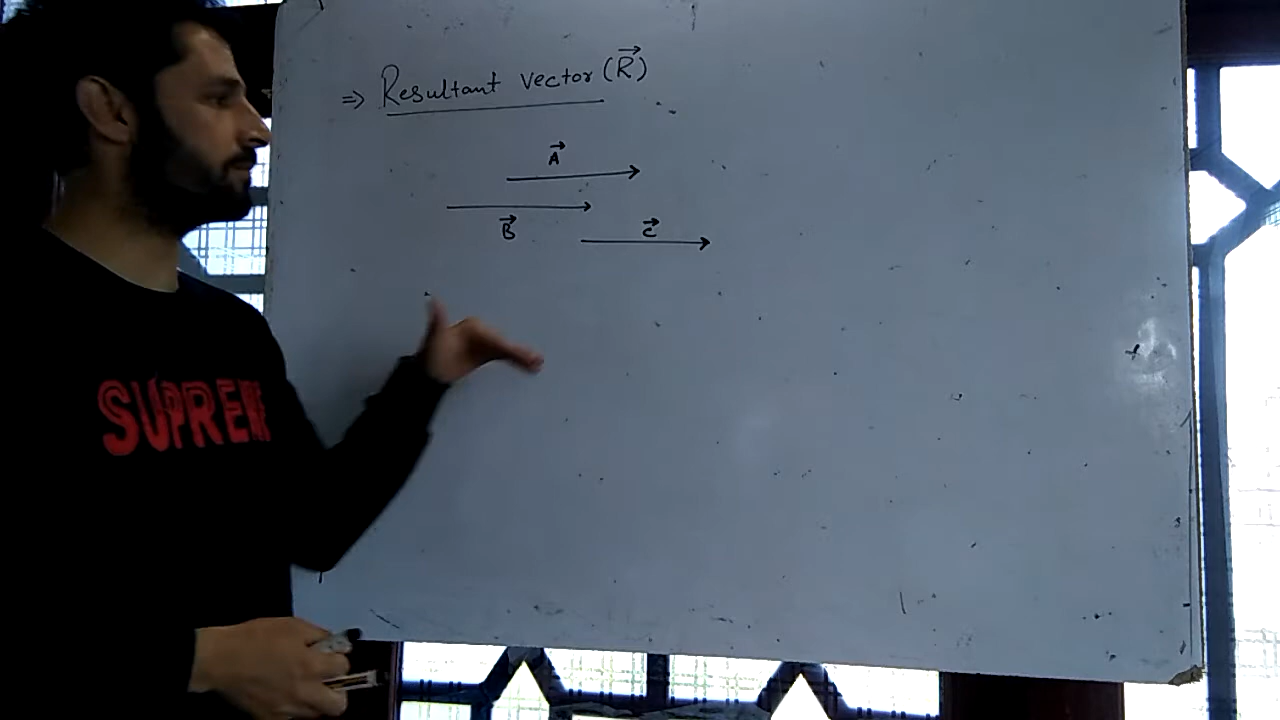 ⇒ Resultant vector (R⃗)
A⃗
B⃗
C⃗
SUPREME